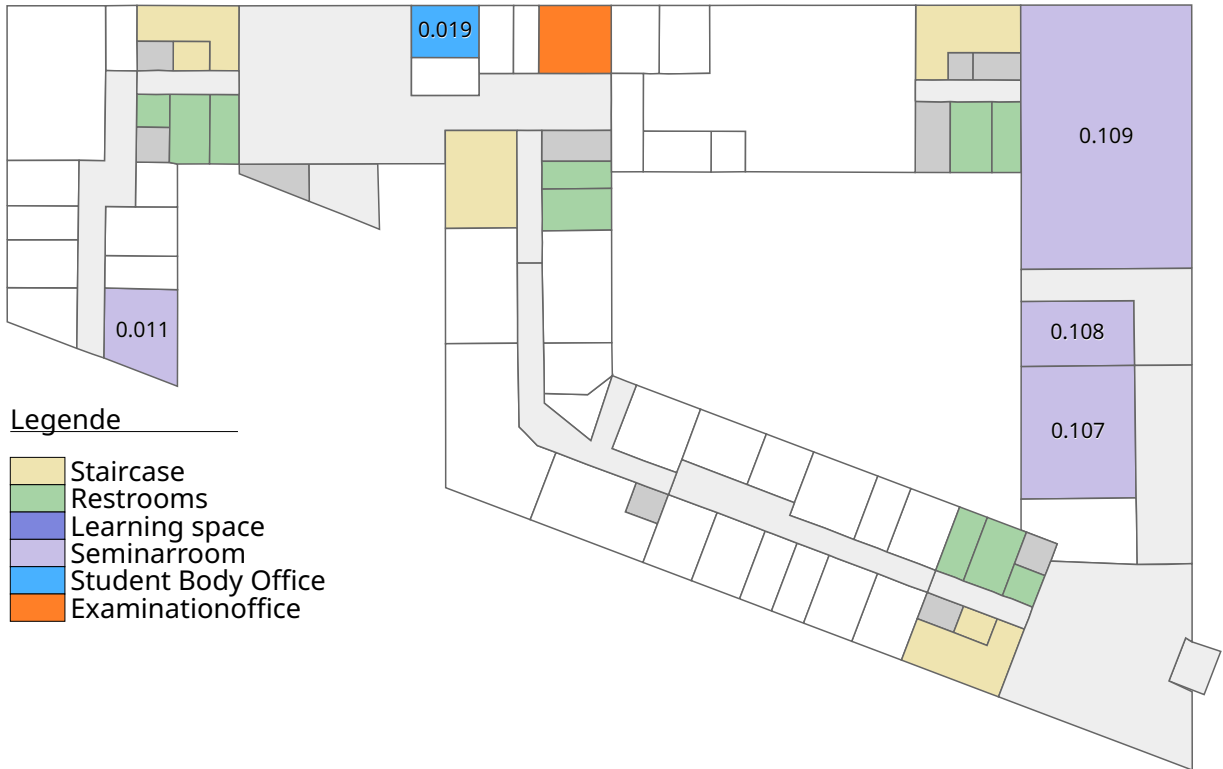 0.019
0.109
0.108
0.011
0.107
Legende
Staircase
Restrooms
Learning space
Seminarroom
Student Body Office
Examinationoffice